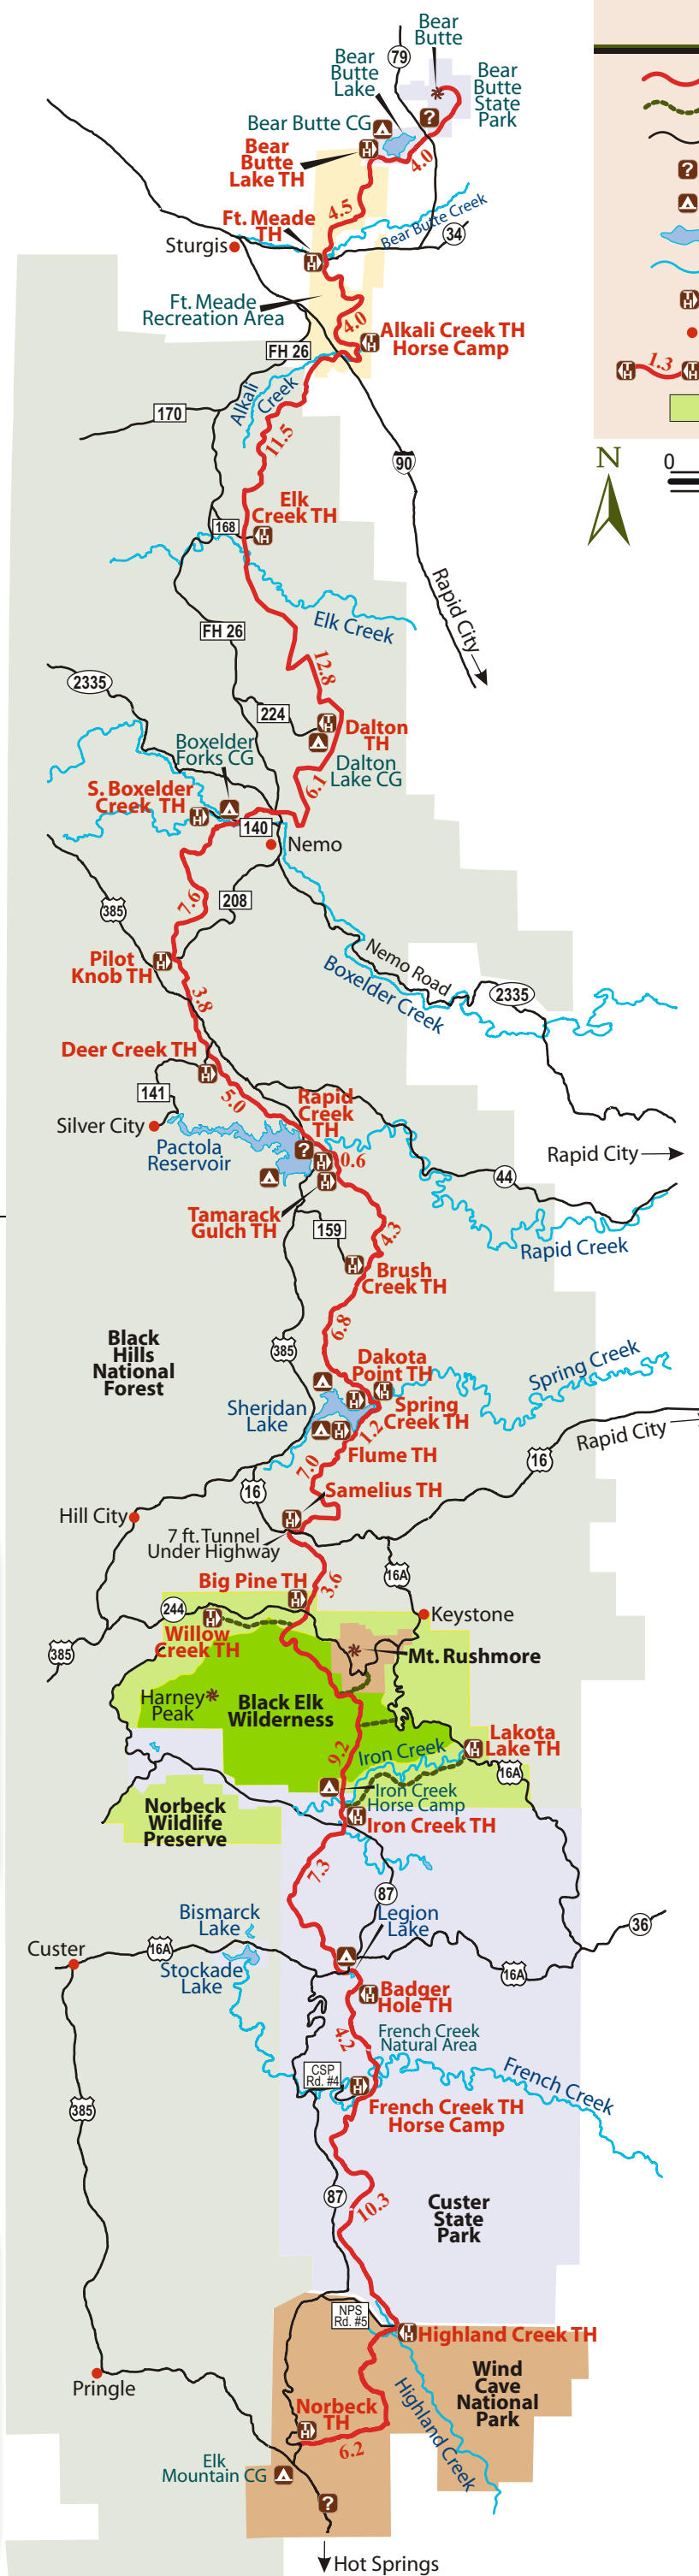 Bear
Butte
79
Bear
Butte
Lake
Bear
Butte
State
Park
?
Bear Butte CG
Bear
Butte
Lake TH
4.0
4.5
Ft. Meade
TH
Bear Butte Creek
34
Sturgis
Ft. Meade
Recreation Area
4.0
Alkali Creek TH
Horse Camp
FH 26
Alkali
Creek
170
11.5
90
N
0
1.3
?
Elk
Creek TH
168
Rapid City
FH 26
Elk Creek
12.8
2335
224
Boxelder
Forks CG
Dalton
TH
Dalton
Lake CG
S. Boxelder
Creek TH
6.1
140
Nemo
7.6
208
385
Pilot
Knob TH
Nemo Road
Boxelder Creek
2335
3.8
Deer Creek TH
141
5.0
Rapid
Creek
TH
Silver City
Pactola
Reservoir
?
0.6
Rapid City
44
Tamarack
Gulch TH
159
4.3
Rapid Creek
Brush
Creek TH
6.8
Black
Hills
National
Forest
385
Dakota
Point TH
Spring Creek
Sheridan
Lake
Spring
Creek TH
1.2
Rapid City
Flume TH
16
7.0
16
Samelius TH
Hill City
7 ft. Tunnel
Under Highway
16A
Big Pine TH
3.6
244
Keystone
Willow
Creek TH
385
Mt. Rushmore
Harney
Peak
Black Elk
Wilderness
9.2
Iron Creek
Lakota
Lake TH
16A
Iron Creek
Horse Camp
Norbeck
Wildlife
Preserve
Iron Creek TH
7.3
87
Bismarck
Lake
Legion
Lake
36
Custer
16A
Stockade
Lake
16A
Badger
Hole TH
4.2
French Creek
Natural Area
CSP
Rd. #4
French Creek
385
French Creek TH
Horse Camp
87
10.3
Custer
State
Park
NPS
Rd. #5
Highland Creek TH
Wind
Cave
National
Park
Pringle
Norbeck
TH
Highland Creek
6.2
Elk
Mountain CG
?
Hot Springs